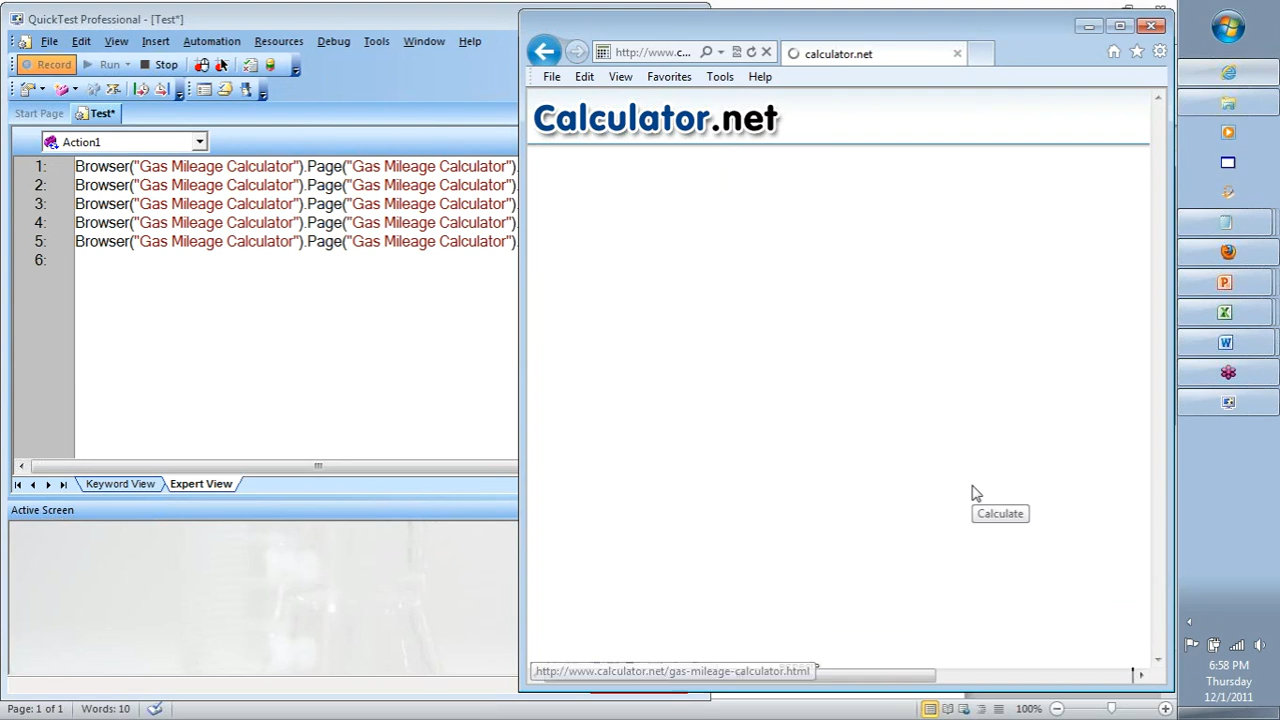 QuickTest Professional - [Test*]
File Edit View Insert Automation Resources Debug Tools Window Help
Record Run Stop
Start Page Test*
Action1
1: Browser("Gas Mileage Calculator").Page("Gas Mileage Calculator").
2: Browser("Gas Mileage Calculator").Page("Gas Mileage Calculator").
3: Browser("Gas Mileage Calculator").Page("Gas Mileage Calculator").
4: Browser("Gas Mileage Calculator").Page("Gas Mileage Calculator").
5: Browser("Gas Mileage Calculator").Page("Gas Mileage Calculator").
6:
Keyword View Expert View
Active Screen
Page: 1 of 1 Words: 10
100%
http://www.c...
calculator.net
File Edit View Favorites Tools Help
Calculator.net
Calculate
http://www.calculator.net/gas-mileage-calculator.html
6:58 PM
Thursday
12/1/2011